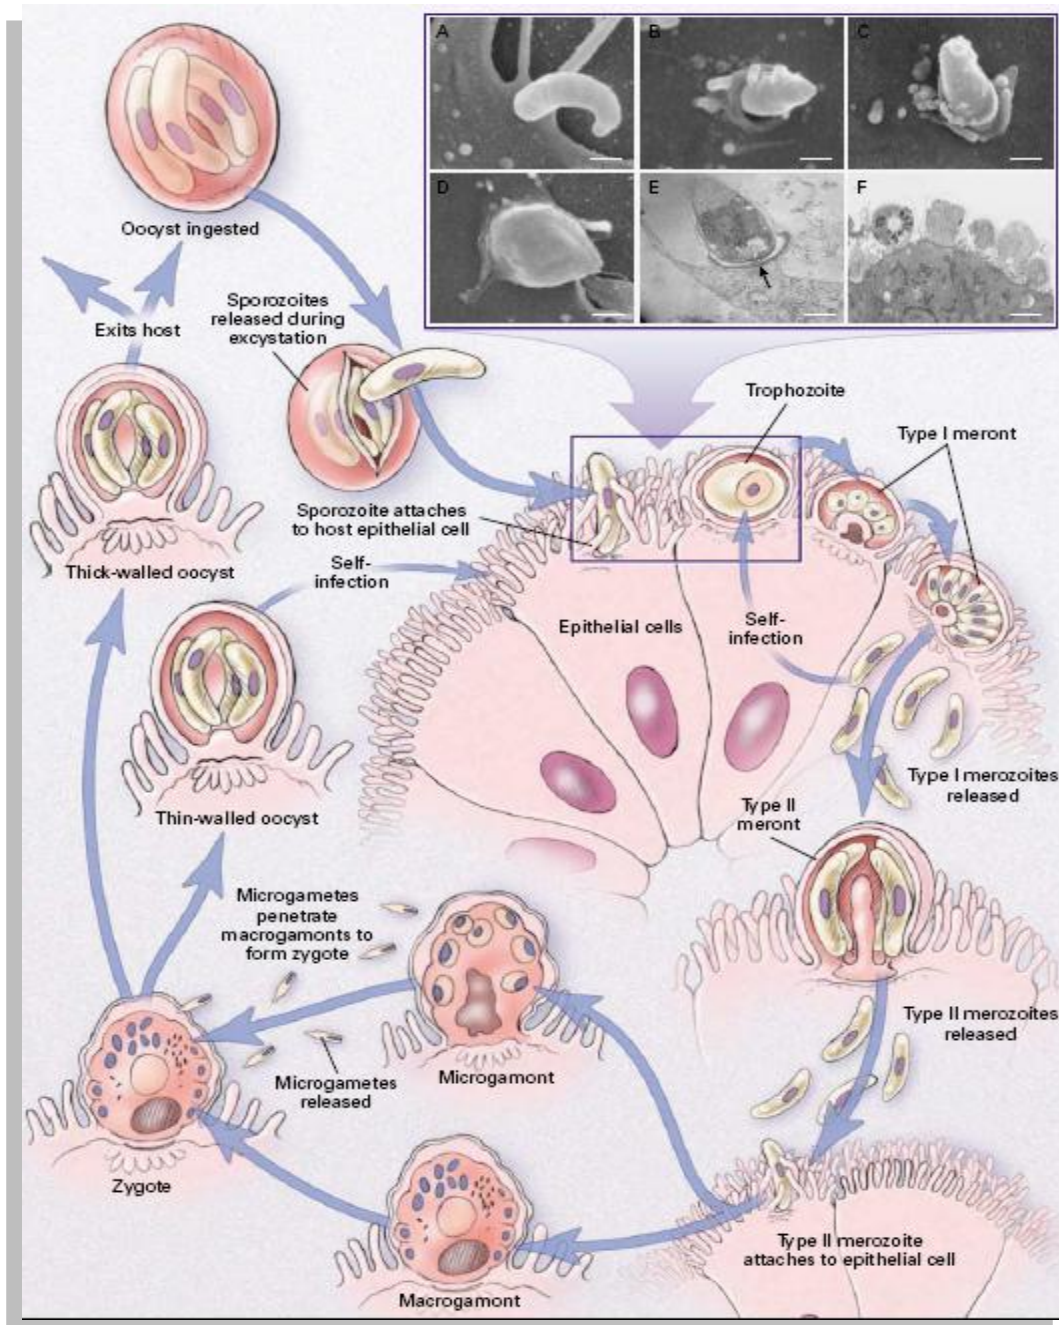 A
B
C
D
E
F
Oocyst ingested
Exits host
Sporozoites
released during
excystation
Trophozoite
Type I meront
Sporozoite attaches
to host epithelial cell
Thick-walled oocyst
Self-
infection
Epithelial cells
Self-
infection
Type I merozoites
released
Thin-walled oocyst
Type II
meront
Microgametes
penetrate
macrogamonts to
form zygote
Type II merozoites
released
Microgametes
released
Microgamont
Zygote
Type II merozoite
attaches to epithelial cell
Macrogamont